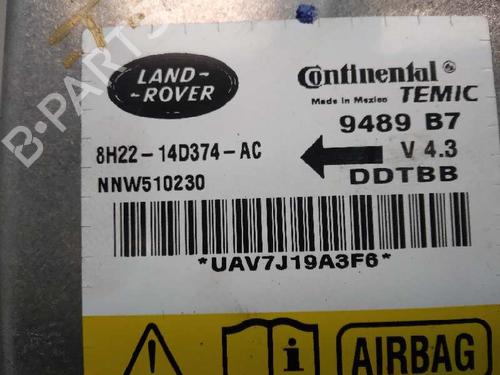 B-PARTS
LAND-
-ROVER
Continental
Made in Mexico TEMIC
9489 B7
8H22-14D374-AC
V 4.3
NNW510230
DDTBB
*UAV7J19A3F6*
AIRBAG